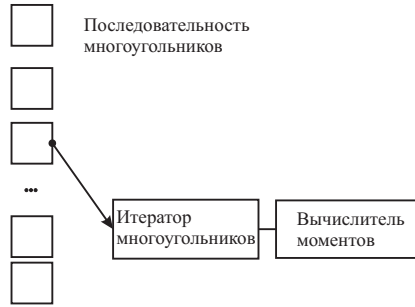 Последовательность
многоугольников
...
Итератор
многоугольников
Вычислитель
моментов